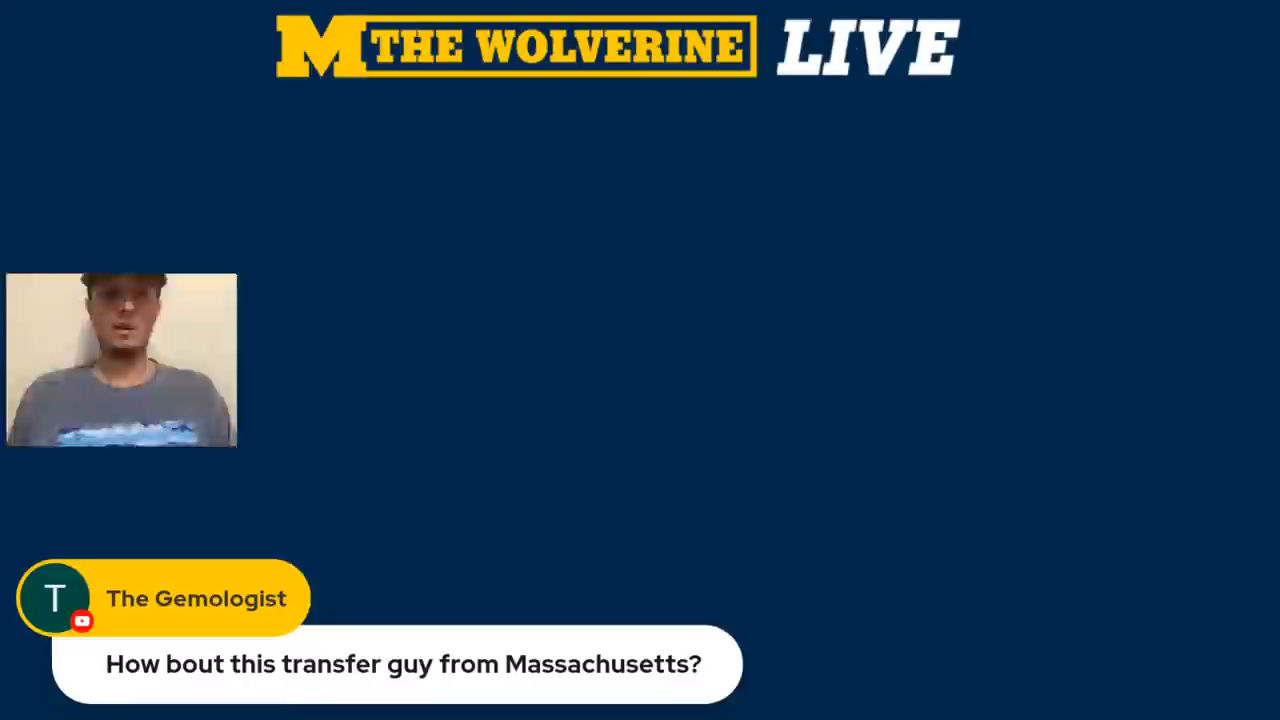 M THE WOLVERINE LIVE
T The Gemologist
How bout this transfer guy from Massachusetts?